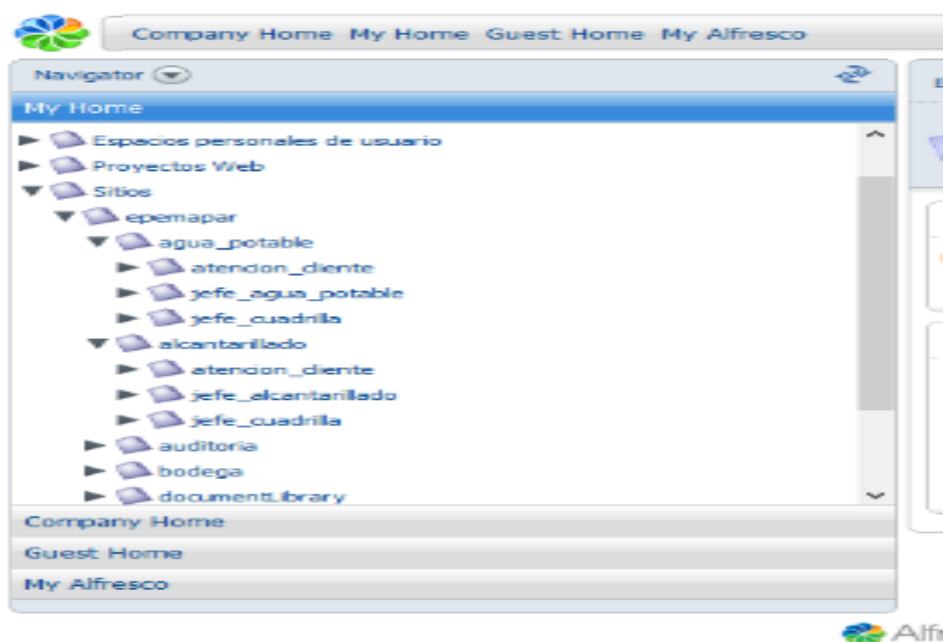 Company Home My Home Guest Home My Alfresco
Navigator
My Home
Espacios personales de usuario
Proyectos Web
Sitios
epemapar
agua_potable
atencion_cliente
jefe_agua_potable
jefe_cuadrilla
alcantarillado
atencion_cliente
jefe_alcantarillado
jefe_cuadrilla
auditoria
bodega
documentLibrary
Company Home
Guest Home
My Alfresco